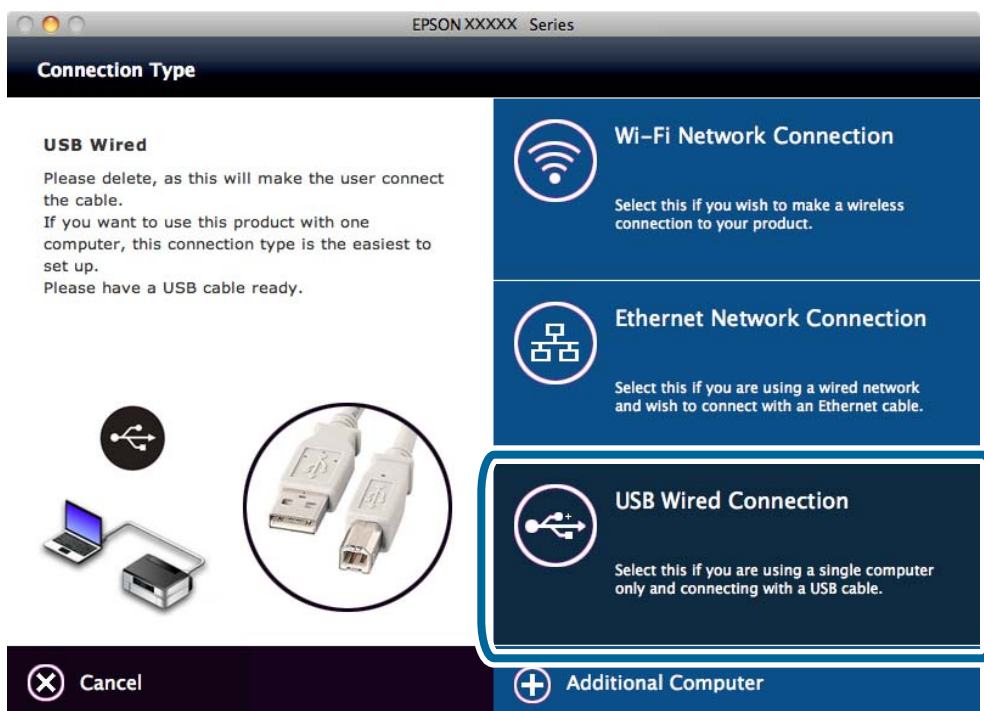 EPSON XXXXX Series
Connection Type
USB Wired
Please delete, as this will make the user connect
the cable.
If you want to use this product with one
computer, this connection type is the easiest to
set up.
Please have a USB cable ready.
Wi-Fi Network Connection
Select this if you wish to make a wireless
connection to your product.
Ethernet Network Connection
Select this if you are using a wired network
and wish to connect with an Ethernet cable.
USB Wired Connection
Select this if you are using a single computer
only and connecting with a USB cable.
Cancel
Additional Computer